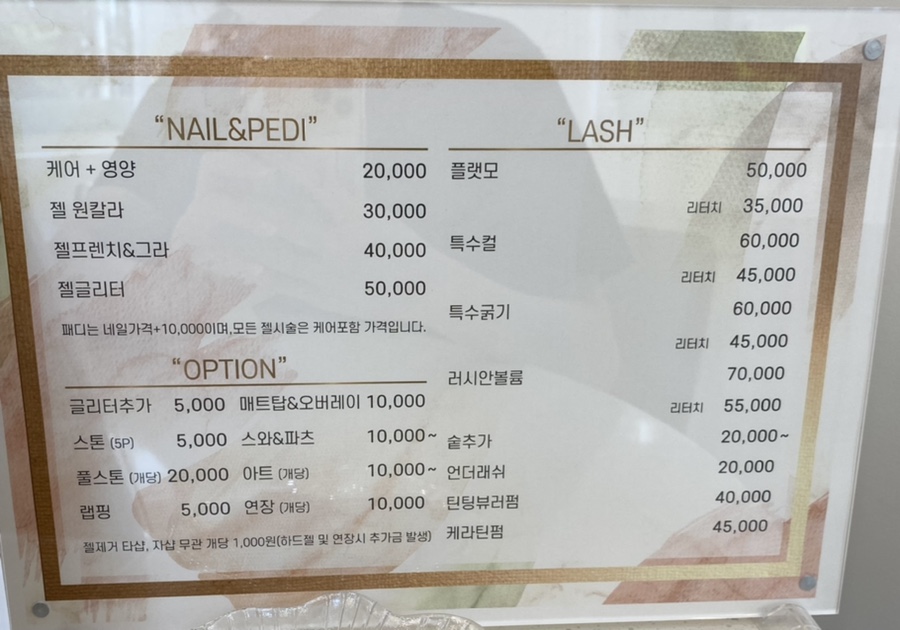 “NAIL&PEDI”
케어 + 영양 20,000
젤 원칼라 30,000
젤프렌치&그라 40,000
젤글리터 50,000
패디는 네일가격+10,000이며,모든 젤시술은 케어포함 가격입니다.
“OPTION”
글리터추가 5,000 매트탑&오버레이 10,000
스톤 (5P) 5,000 스와&파츠 10,000~
풀스톤 (개당) 20,000 아트 (개당) 10,000~
랩핑 5,000 연장 (개당) 10,000
젤제거 타샵, 자샵 무관 개당 1,000원(하드젤 및 연장시 추가금 발생)
“LASH”
플랫모 50,000
리터치 35,000
특수컬 60,000
리터치 45,000
특수굵기 60,000
리터치 45,000
러시안볼륨 70,000
리터치 55,000
숱추가 20,000~
언더래쉬 20,000
틴팅뷰러펌 40,000
케라틴펌 45,000